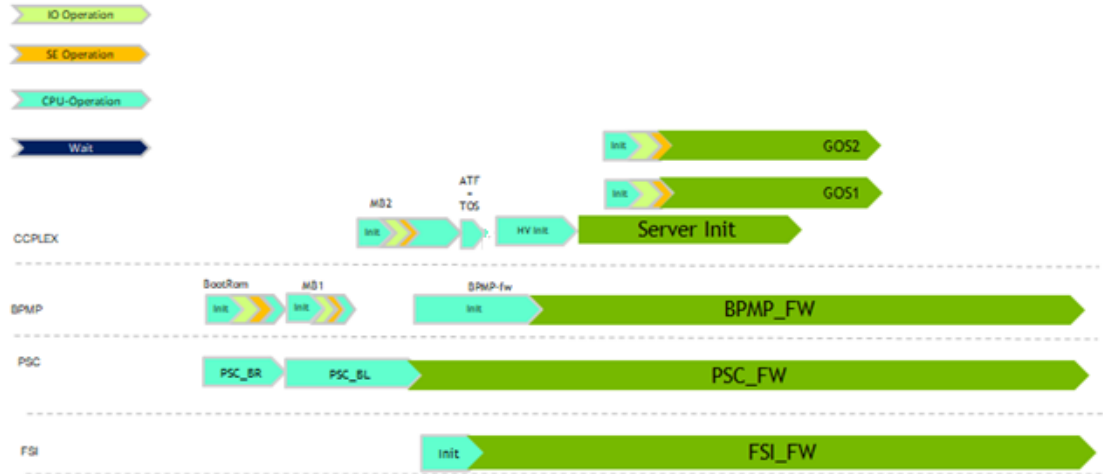 IO Operation
SE Operation
CPU-Operation
Wait
Init
GOS2
Init
GOS1
ATF
-
TOS
MB2
Init
HV Init
Server Init
CCPLEX
BootRom
MB1
BPMP-fw
BPMP
Init
Init
Init
BPMP_FW
PSC
PSC_BR
PSC_BL
PSC_FW
FSI
Init
FSI_FW